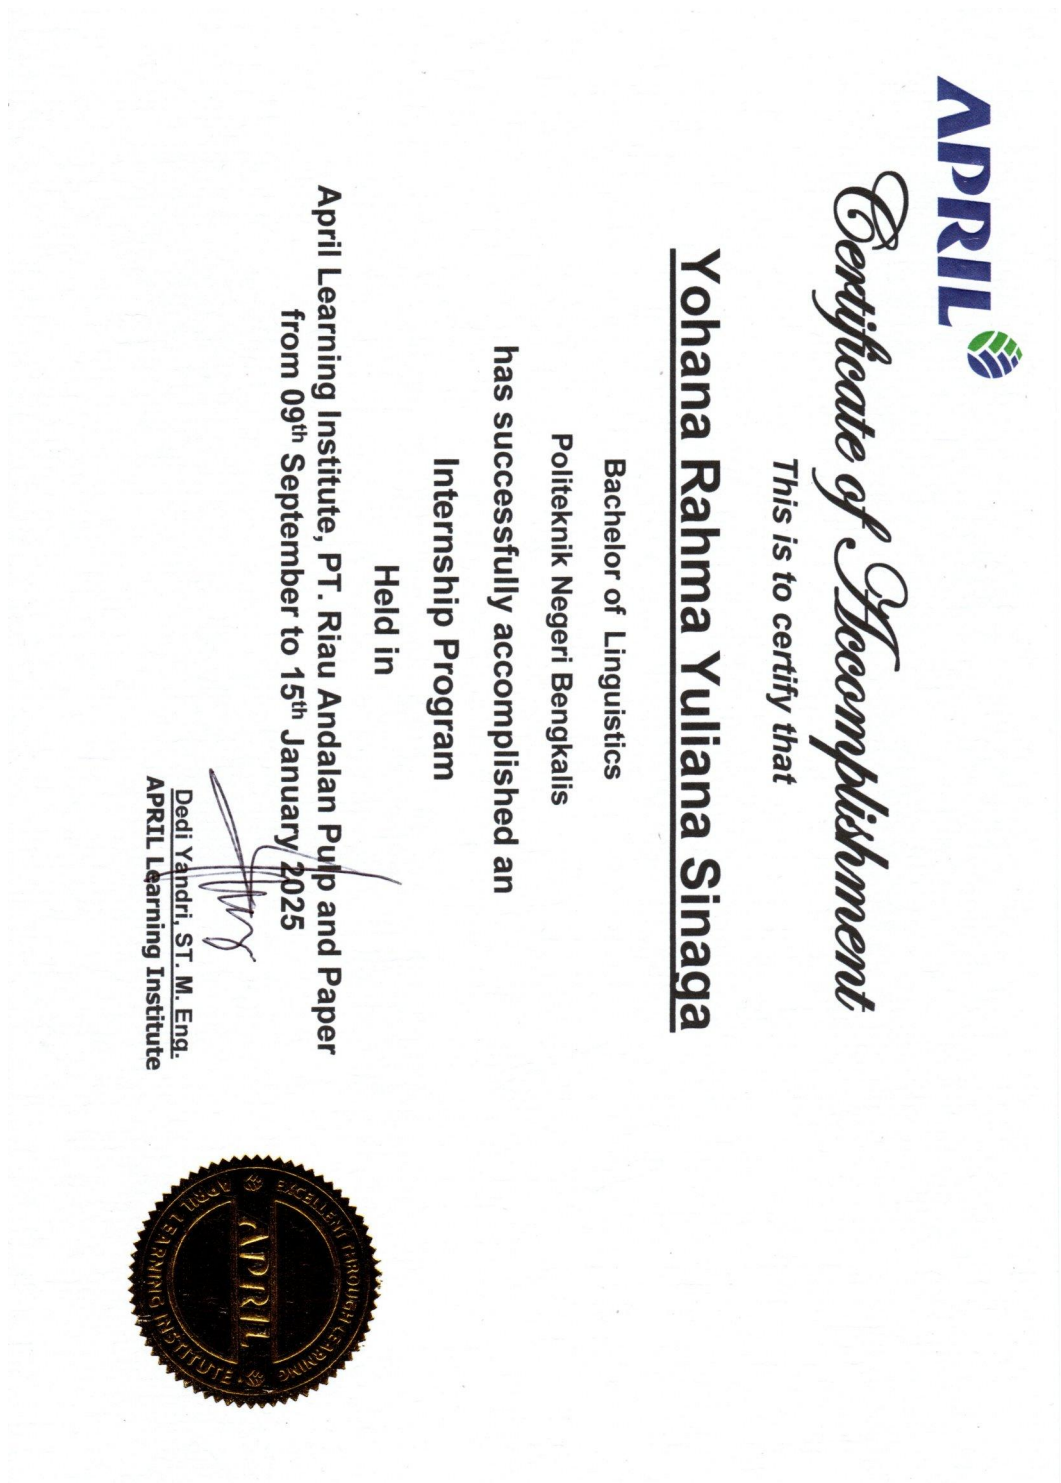 APRIL
Certificate of Accomplishment
This is to certify that
Yohana Rahma Yuliana Sinaga
Bachelor of Linguistics
Politeknik Negeri Bengkalis
has successfully accomplished an
Internship Program
Held in
April Learning Institute, PT. Riau Andalan Pulp and Paper
from 09th September to 15th January 2025
Dedi Yandri, ST. M. Eng.
APRIL Learning Institute
EXCELLENT THROUGH LEARNING
APRIL
APRIL LEARNING INSTITUTE